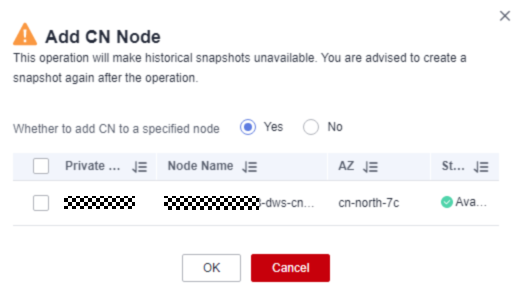 Add CN Node
This operation will make historical snapshots unavailable. You are advised to create a
snapshot again after the operation.
Whether to add CN to a specified node Yes No
Private ... Node Name AZ St...
-dws-cn... cn-north-7c Ava...
OK Cancel